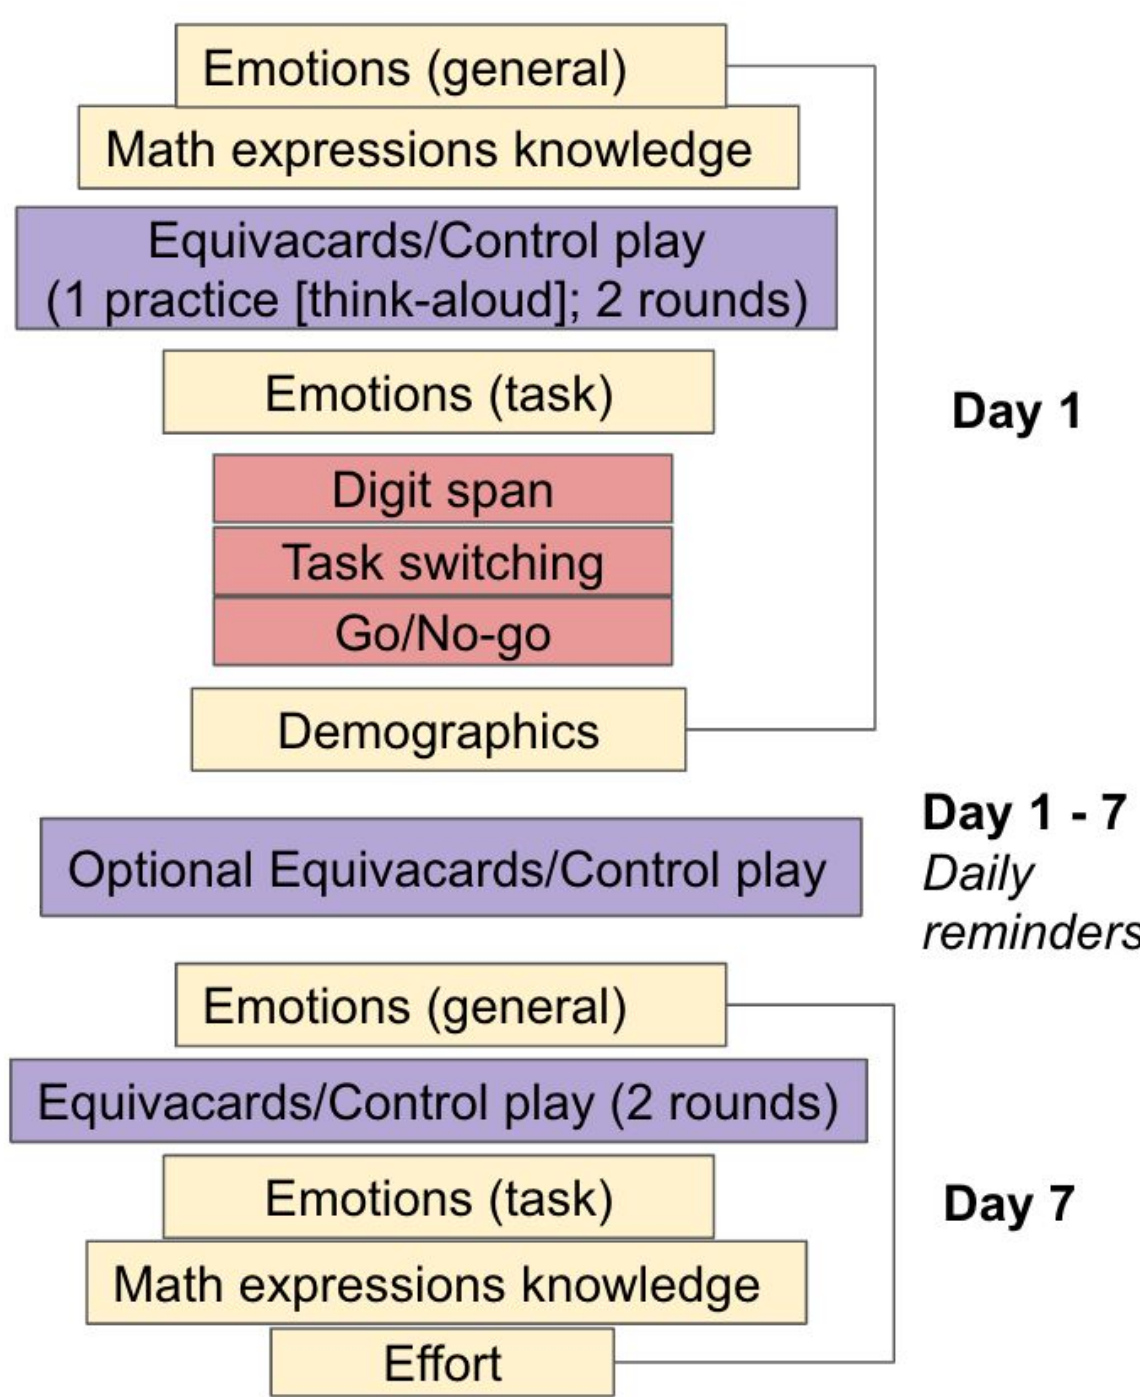 Emotions (general)
Math expressions knowledge
Equivacards/Control play
(1 practice [think-aloud]; 2 rounds)
Emotions (task)
Day 1
Digit span
Task switching
Go/No-go
Demographics
Day 1 - 7
Daily
reminders
Optional Equivacards/Control play
Emotions (general)
Equivacards/Control play (2 rounds)
Emotions (task)
Day 7
Math expressions knowledge
Effort